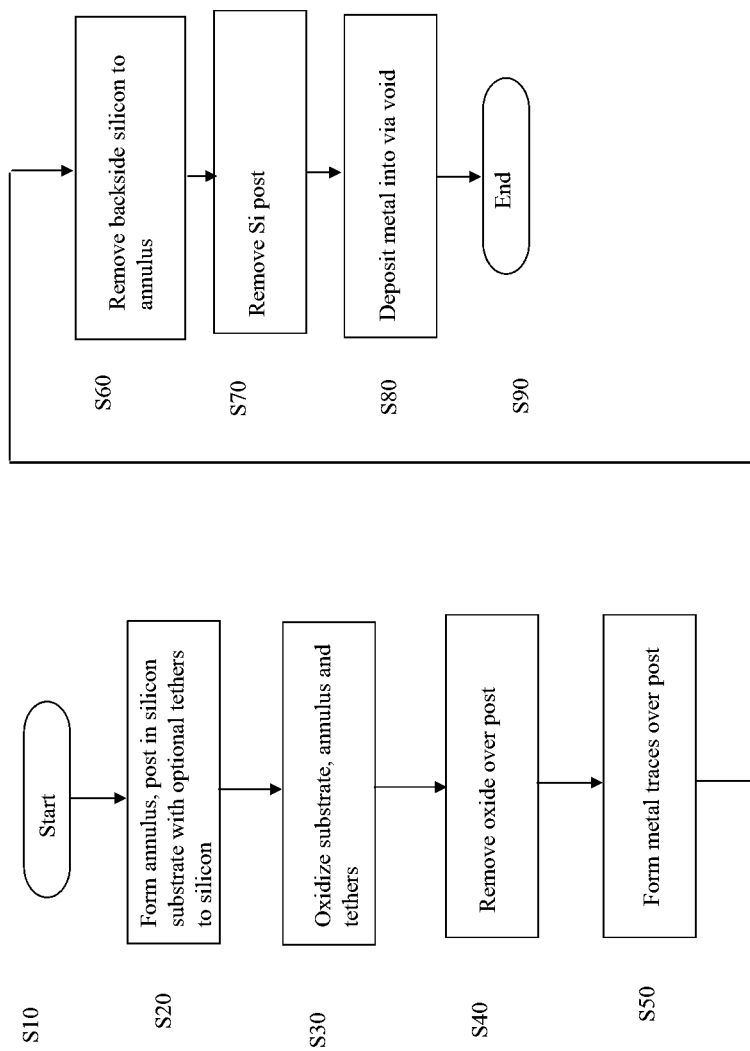 S10
Start
S20
Form annulus, post in silicon
substrate with optional tethers
to silicon
S30
Oxidize substrate, annulus and
tethers
S40
Remove oxide over post
S50
Form metal traces over post
S60
Remove backside silicon to
annulus
S70
Remove Si post
S80
Deposit metal into via void
S90
End